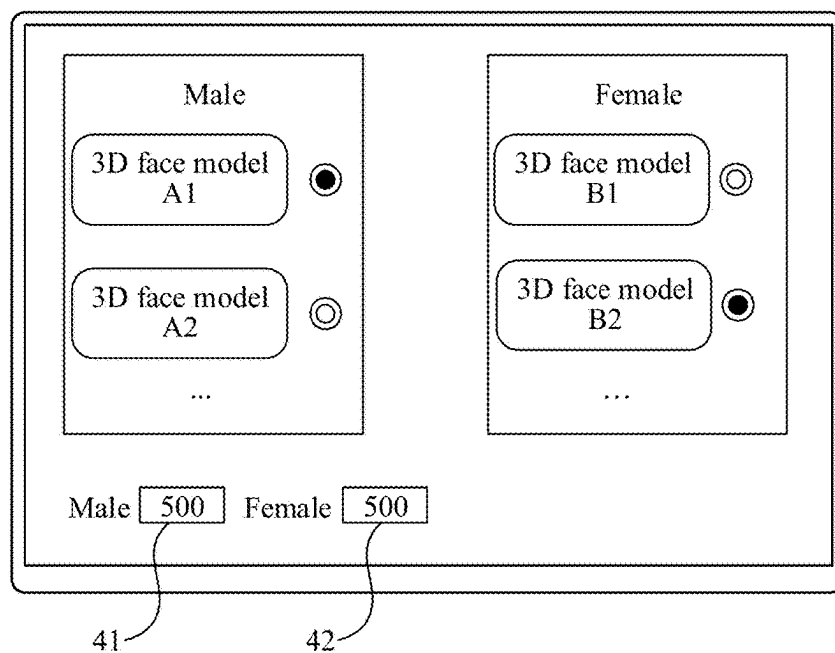 Male
3D face model
A1
3D face model
A2
...
Female
3D face model
B1
3D face model
B2
...
Male 500 Female 500
41 42